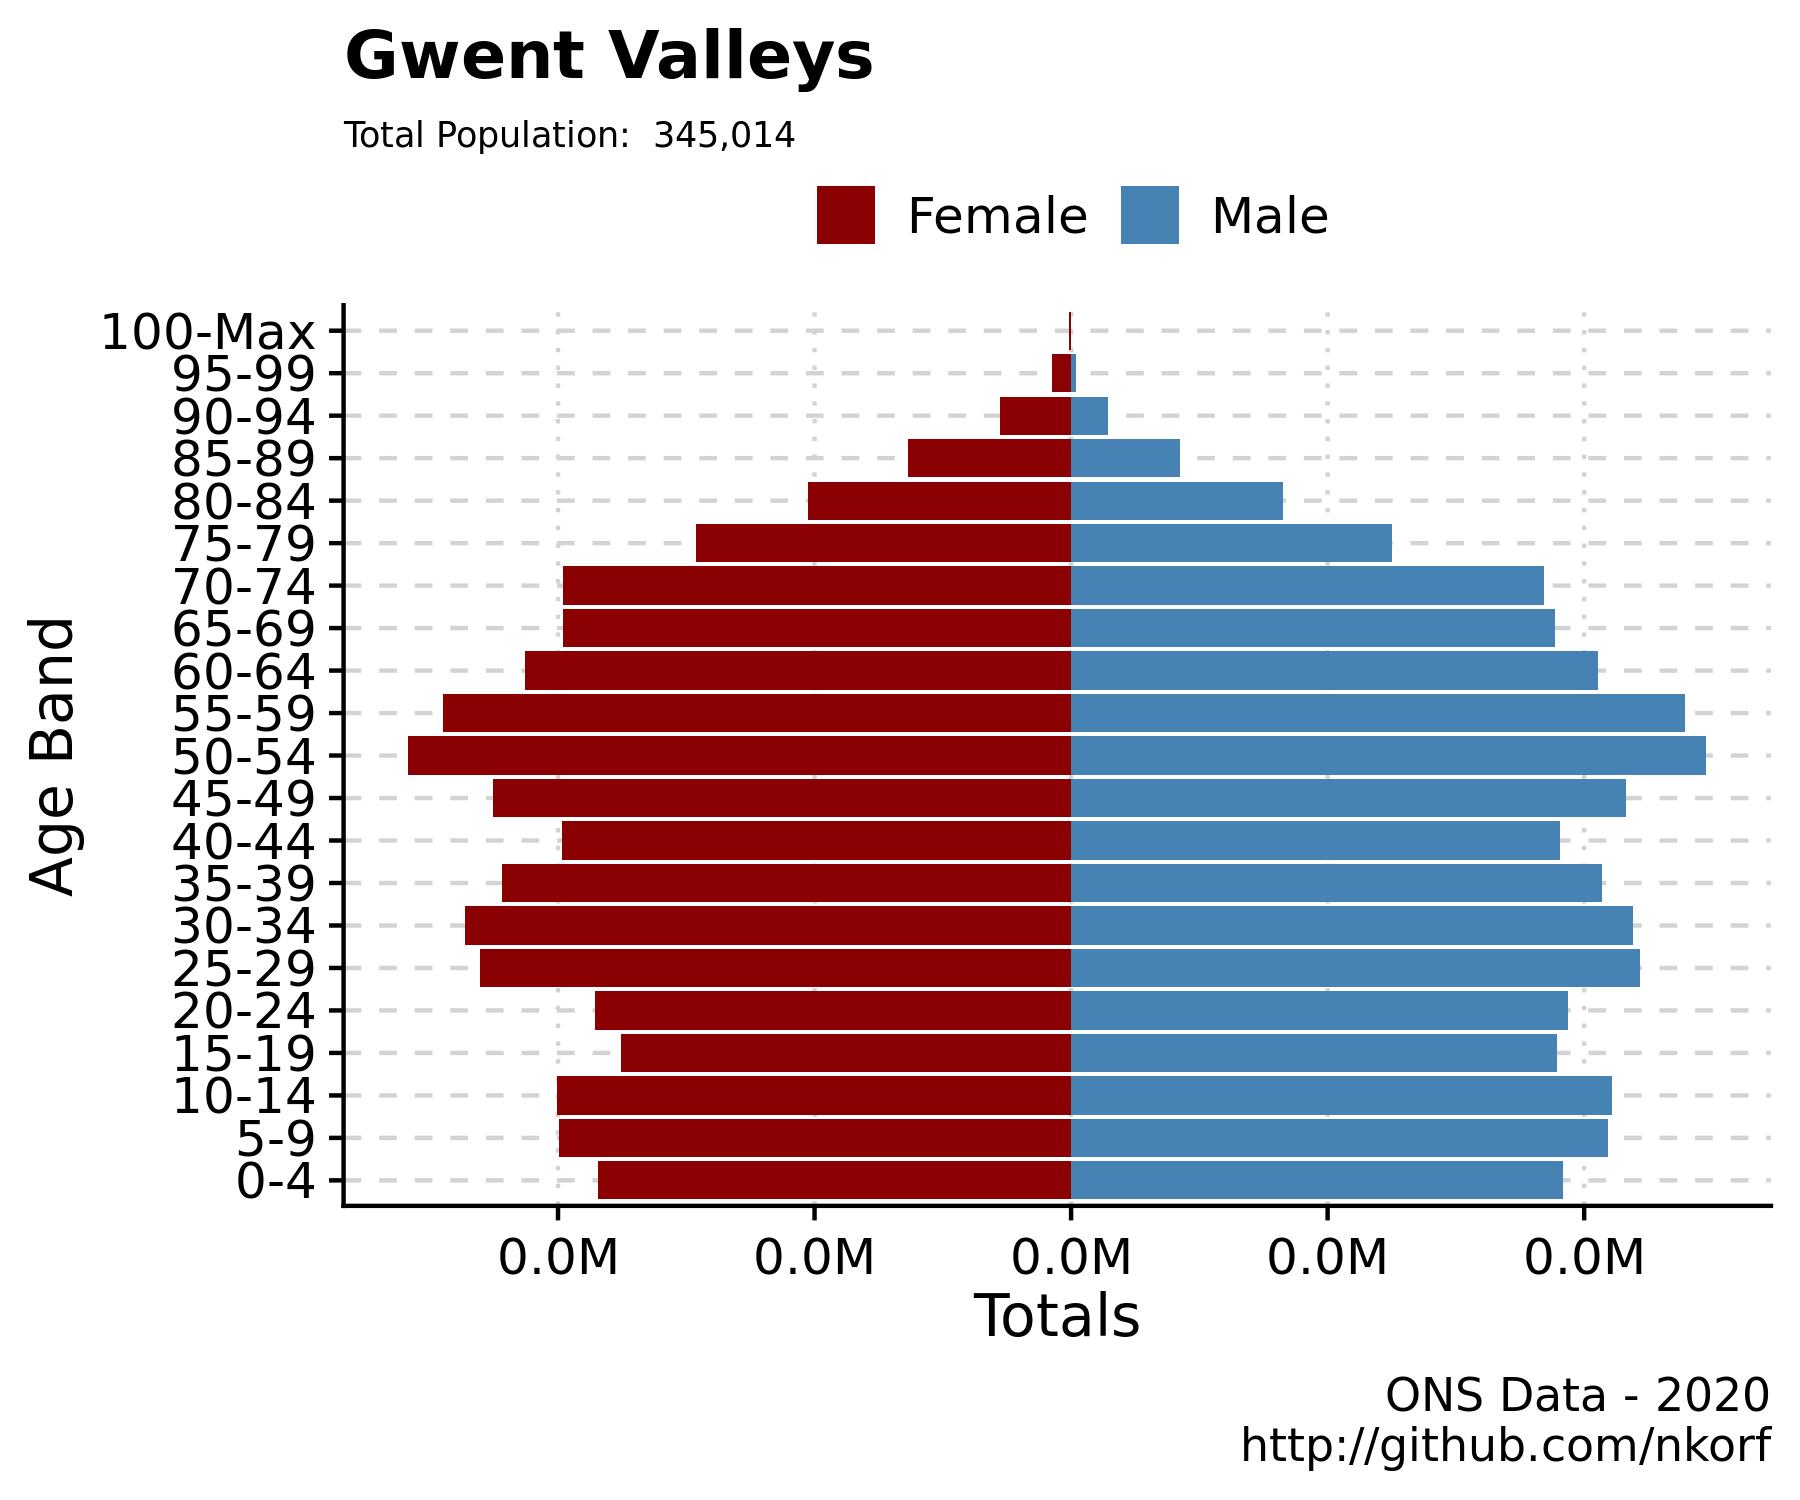 Gwent Valleys
Total Population:  345,014
Female Male
100-Max
95-99
90-94
85-89
80-84
75-79
70-74
65-69
60-64
55-59
50-54
45-49
40-44
35-39
30-34
25-29
20-24
15-19
10-14
5-9
0-4
Age Band
0.0M 0.0M 0.0M 0.0M 0.0M
Totals
ONS Data - 2020
http://github.com/nkorf